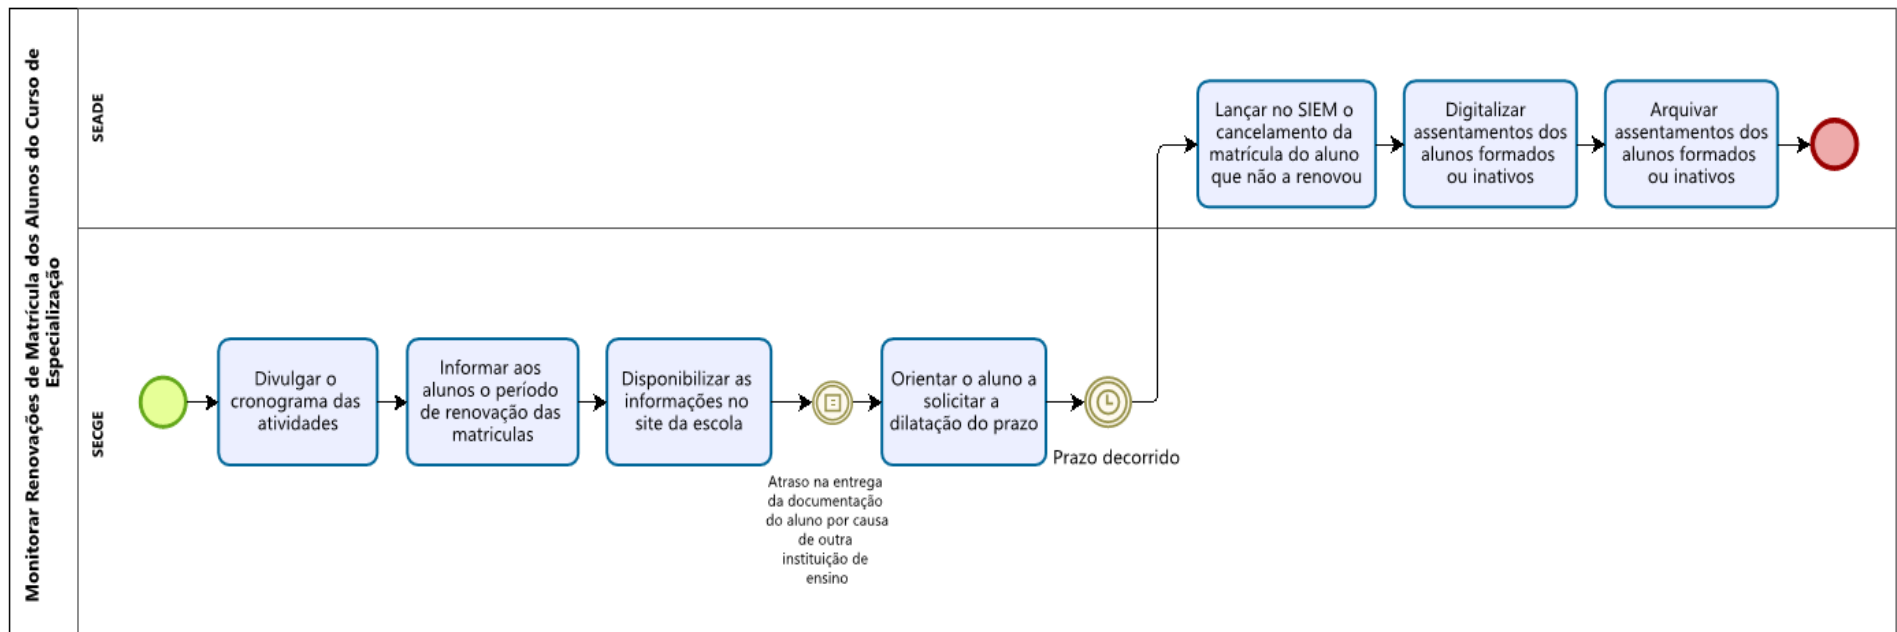 Monitorar Renovações de Matrícula dos Alunos do Curso de
Especialização
SEADE
Lançar no SIEM o
cancelamento da
matrícula do aluno
que não a renovou
Digitalizar
assentamentos dos
alunos formados
ou inativos
Arquivar
assentamentos dos
alunos formados
ou inativos
SECGE
Divulgar o
cronograma das
atividades
Informar aos
alunos o período
de renovação das
matriculas
Disponibilizar as
informações no
site da escola
Atraso na entrega
da documentação
do aluno por causa
de outra
instituição de
ensino
Orientar o aluno a
solicitar a
dilatação do prazo
Prazo decorrido